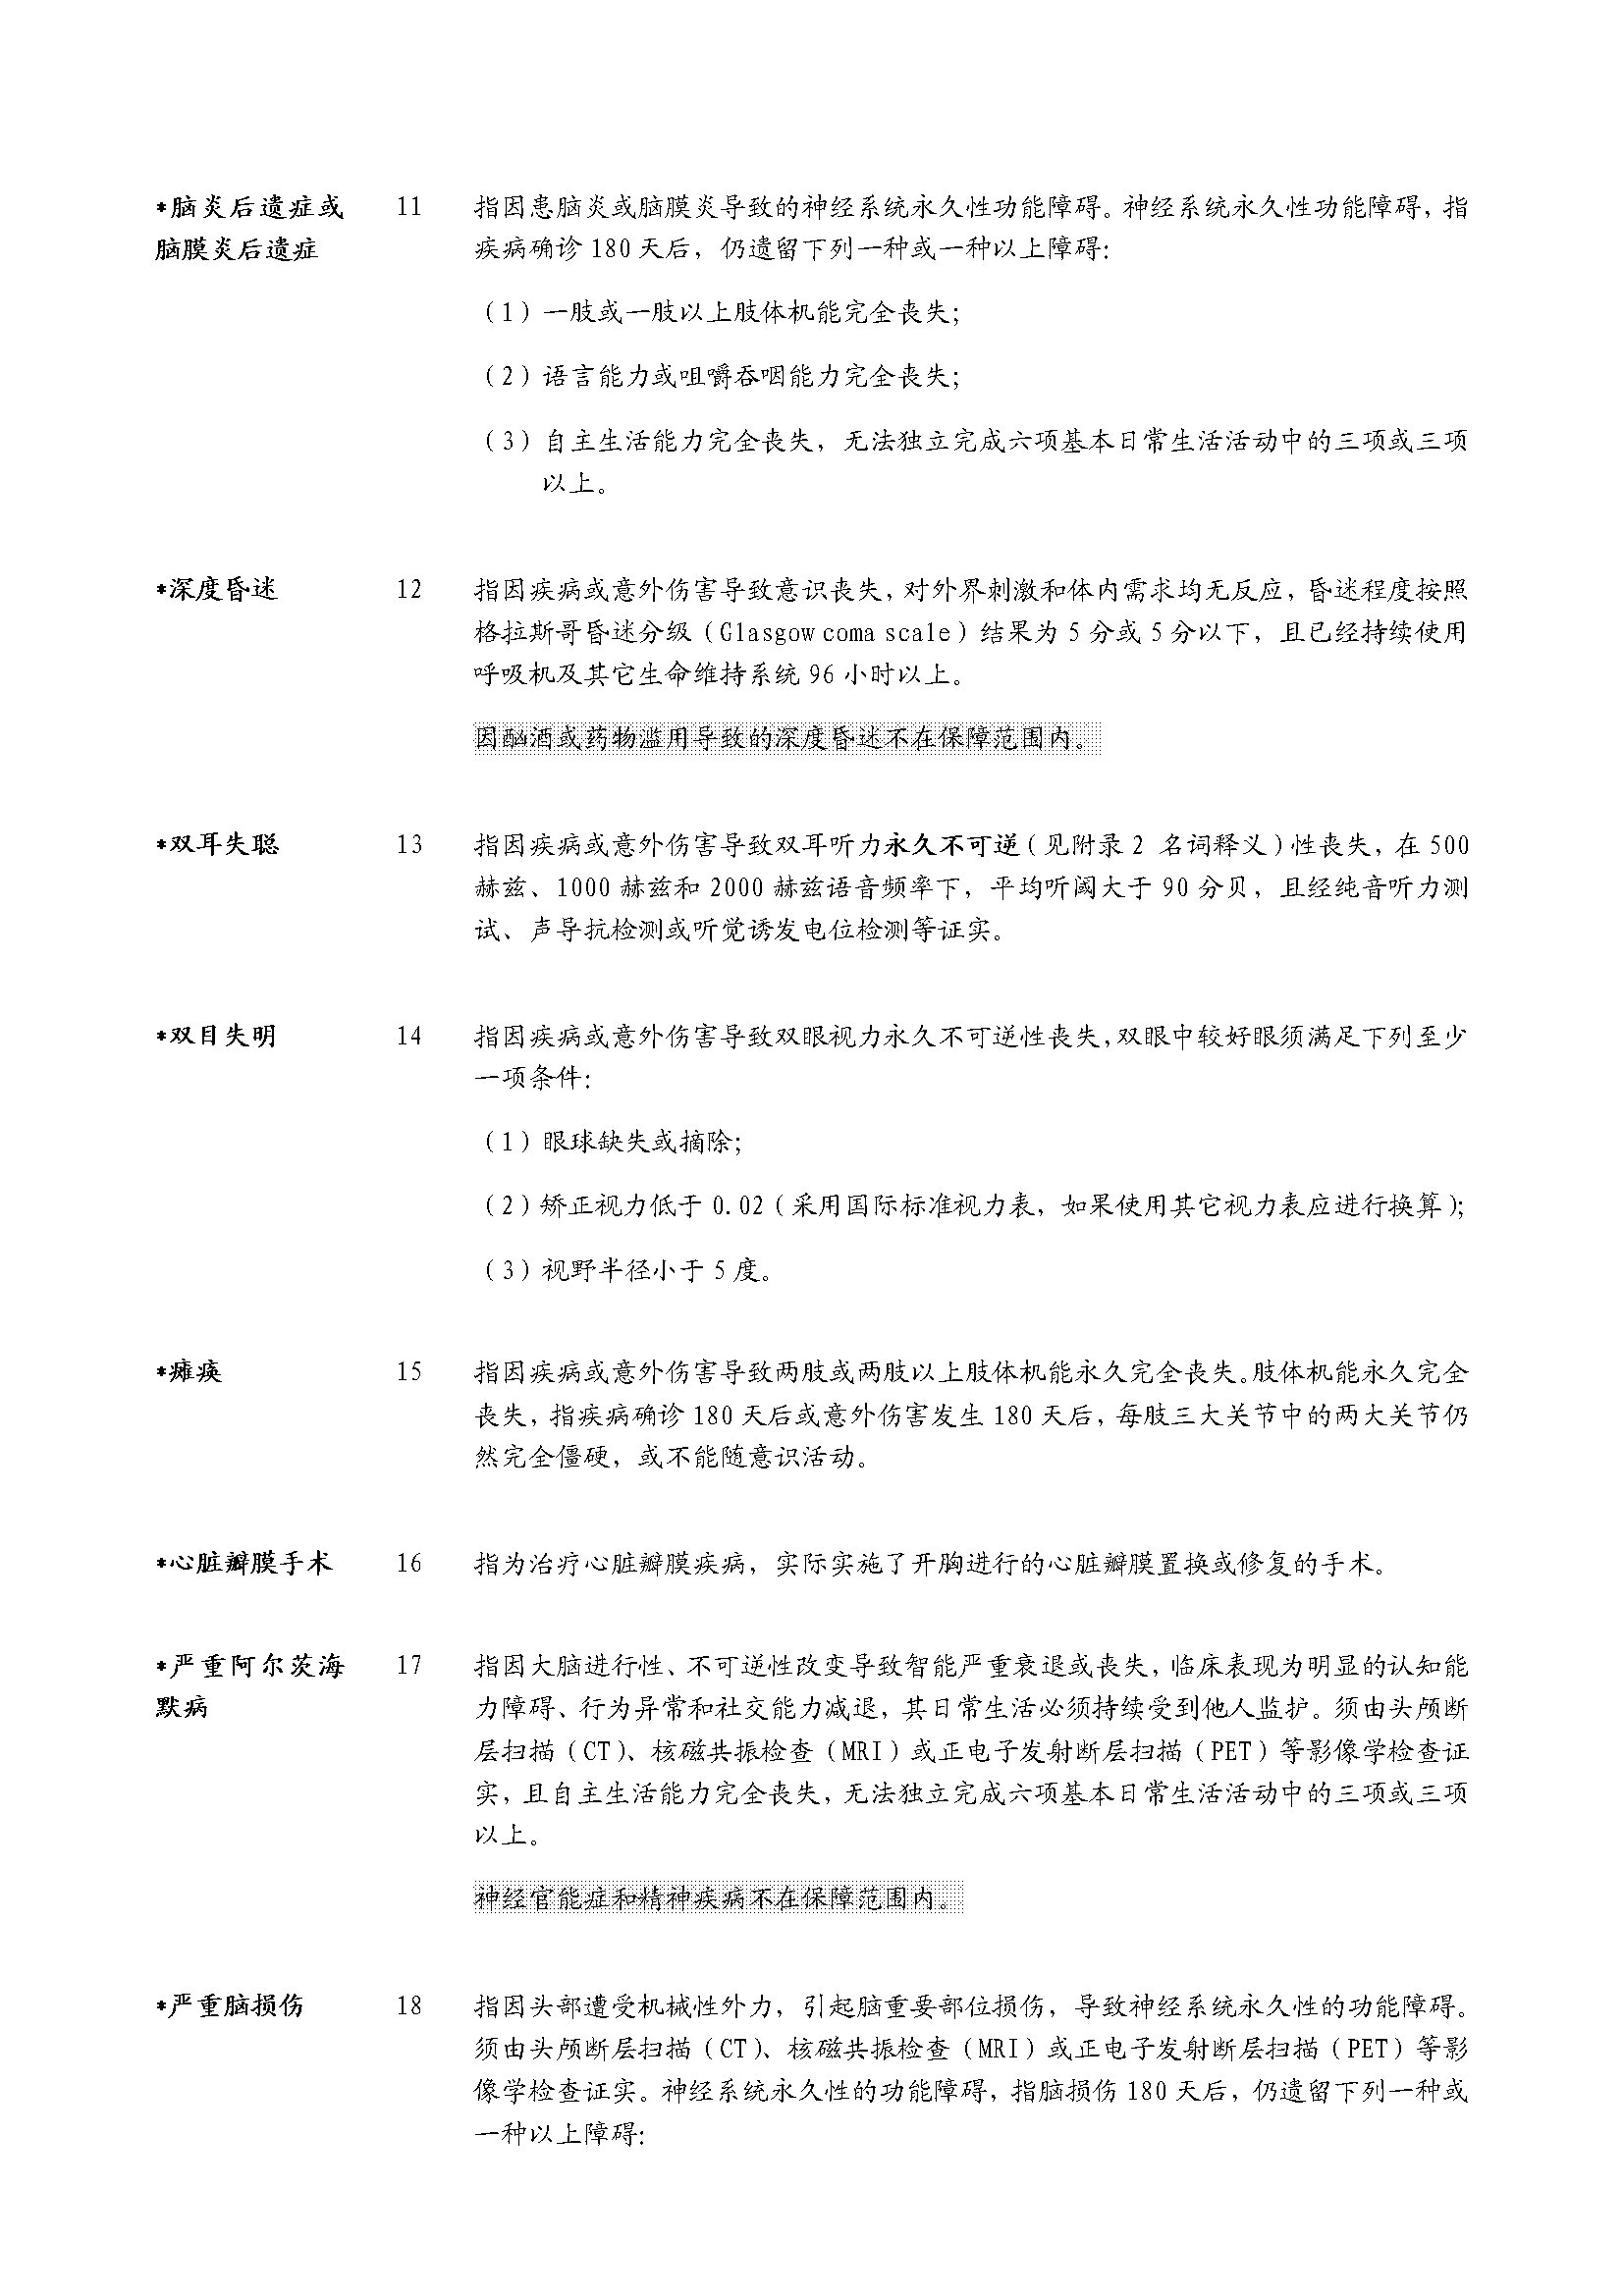 *脑炎后遗症或 11 指因患脑炎或脑膜炎导致的神经系统永久性功能障碍。神经系统永久性功能障碍，指
脑膜炎后遗症 疾病确诊 180 天后，仍遗留下列一种或一种以上障碍：
（1）一肢或一肢以上肢体机能完全丧失；
（2）语言能力或咀嚼吞咽能力完全丧失；
（3）自主生活能力完全丧失，无法独立完成六项基本日常生活活动中的三项或三项
以上。
*深度昏迷 12 指因疾病或意外伤害导致意识丧失，对外界刺激和体内需求均无反应，昏迷程度按照
格拉斯哥昏迷分级（Glasgow coma scale）结果为 5 分或 5 分以下，且已经持续使用
呼吸机及其它生命维持系统 96 小时以上。
因酗酒或药物滥用导致的深度昏迷不在保障范围内。
*双耳失聪 13 指因疾病或意外伤害导致双耳听力永久不可逆（见附录 2 名词释义）性丧失，在 500
赫兹、1000 赫兹和 2000 赫兹语音频率下，平均听阈大于 90 分贝，且经纯音听力测
试、声导抗检测或听觉诱发电位检测等证实。
*双目失明 14 指因疾病或意外伤害导致双眼视力永久不可逆性丧失，双眼中较好眼须满足下列至少
一项条件：
（1）眼球缺失或摘除；
（2）矫正视力低于 0.02（采用国际标准视力表，如果使用其它视力表应进行换算）；
（3）视野半径小于 5 度。
*瘫痪 15 指因疾病或意外伤害导致两肢或两肢以上肢体机能永久完全丧失。肢体机能永久完全
丧失，指疾病确诊 180 天后或意外伤害发生 180 天后，每肢三大关节中的两大关节仍
然完全僵硬，或不能随意识活动。
*心脏瓣膜手术 16 指为治疗心脏瓣膜疾病，实际实施了开胸进行的心脏瓣膜置换或修复的手术。
*严重阿尔茨海 17 指因大脑进行性、不可逆性改变导致智能严重衰退或丧失，临床表现为明显的认知能
默病 力障碍、行为异常和社交能力减退，其日常生活必须持续受到他人监护。须由头颅断
层扫描（CT）、核磁共振检查（MRI）或正电子发射断层扫描（PET）等影像学检查证
实，且自主生活能力完全丧失，无法独立完成六项基本日常生活活动中的三项或三项
以上。
神经官能症和精神疾病不在保障范围内。
*严重脑损伤 18 指因头部遭受机械性外力，引起脑重要部位损伤，导致神经系统永久性的功能障碍。
须由头颅断层扫描（CT）、核磁共振检查（MRI）或正电子发射断层扫描（PET）等影
像学检查证实。神经系统永久性的功能障碍，指脑损伤 180 天后，仍遗留下列一种或
一种以上障碍：